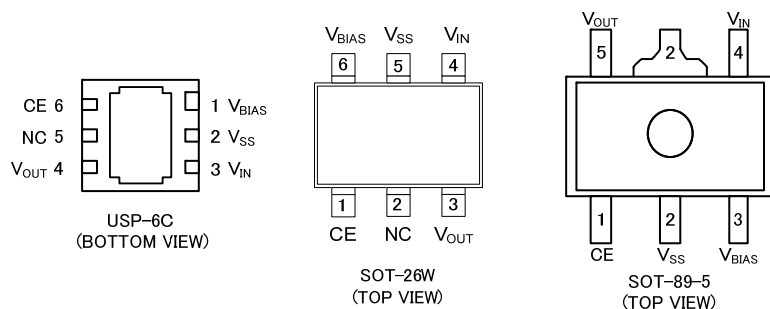 CE 6
NC 5
VOUT 4
1 VBIAS
2 VSS
3 VIN
USP-6C
(BOTTOM VIEW)
VBIAS VSS VIN
6 5 4
1 2 3
CE NC VOUT
SOT-26W
(TOP VIEW)
VOUT VIN
5 2 4
1 2 3
CE VSS VBIAS
SOT-89-5
(TOP VIEW)